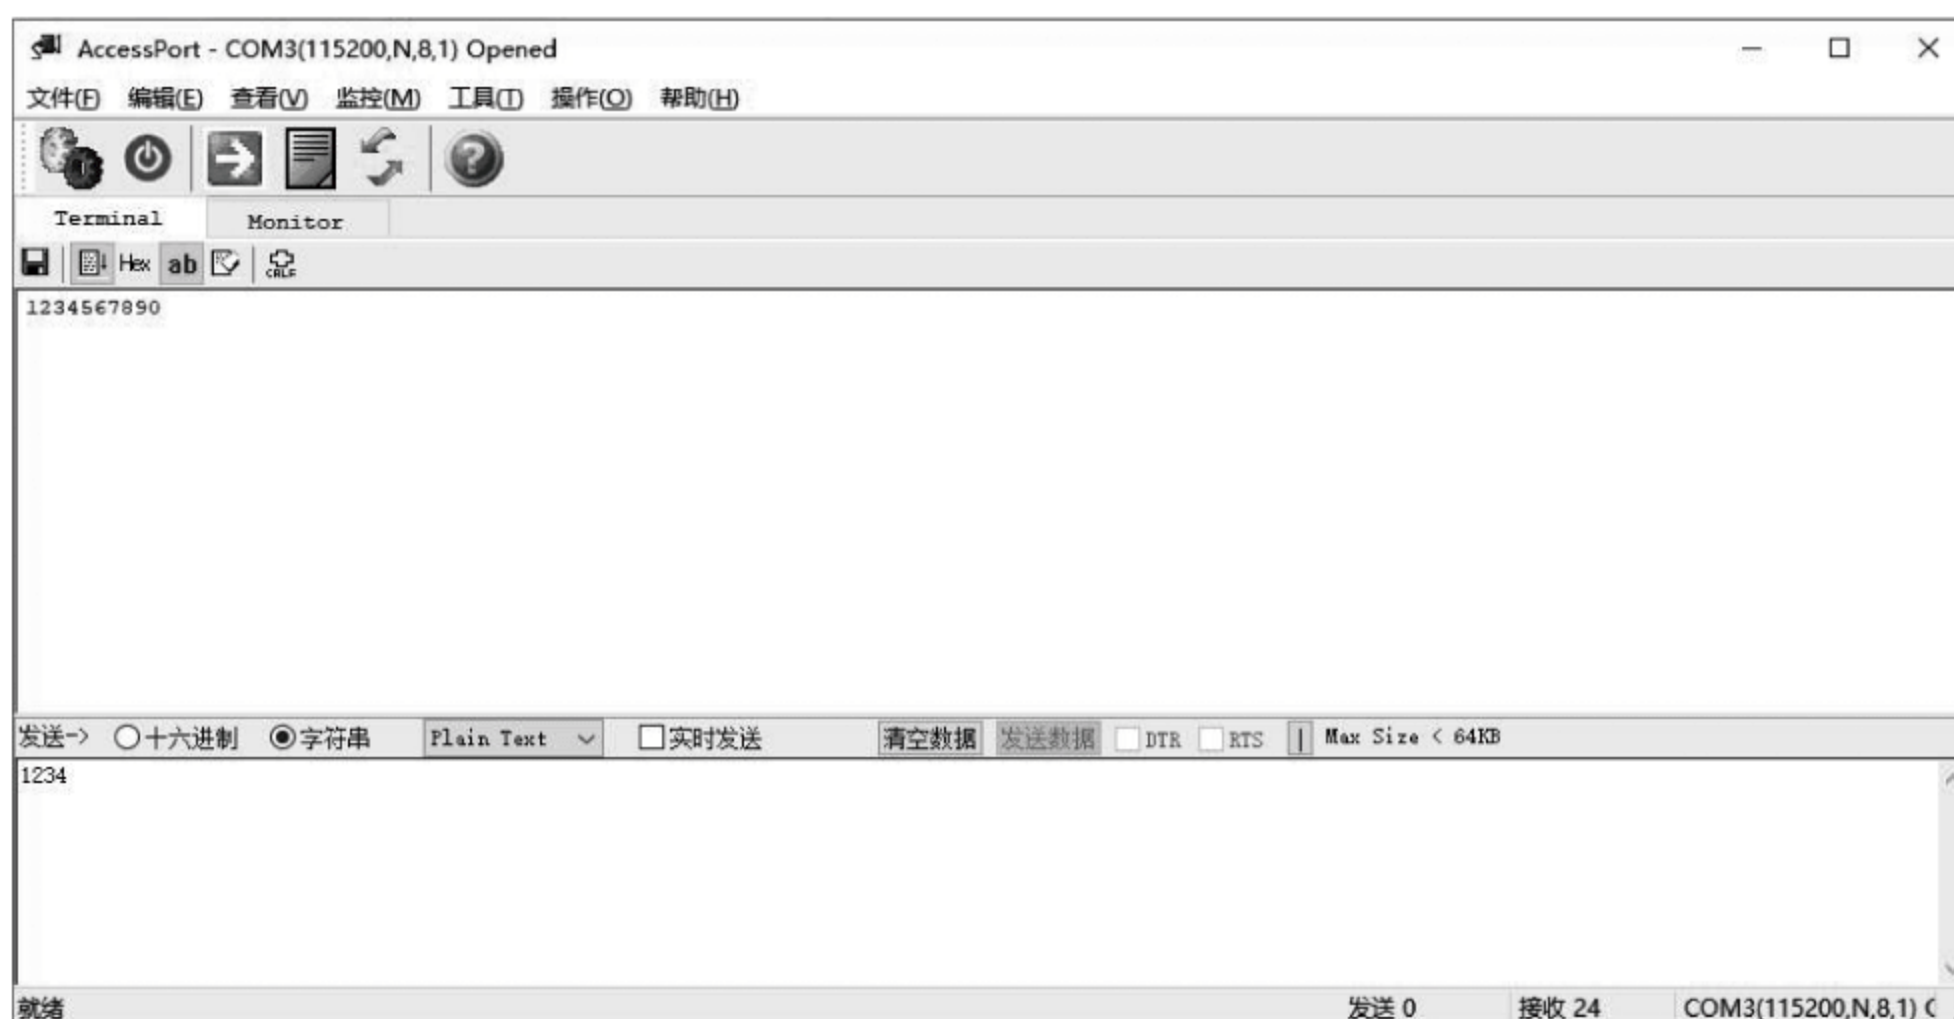 AccessPort - COM3(115200,N,8,1) Opened
文件(F) 编辑(E) 查看(V) 监控(M) 工具(T) 操作(O) 帮助(H)
Terminal Monitor
Hex ab CRLF
1234567890
发送-> 十六进制 字符串 Plain Text 实时发送 清空数据 发送数据 DTR RTS Max Size < 64KB
1234
就绪 发送 0 接收 24 COM3(115200,N,8,1)